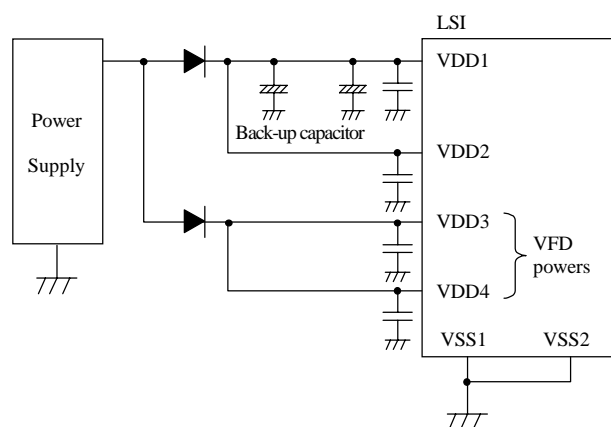 LSI
VDD1
Power
Supply
Back-up capacitor
VDD2
VDD3
VFD
powers
VDD4
VSS1 VSS2